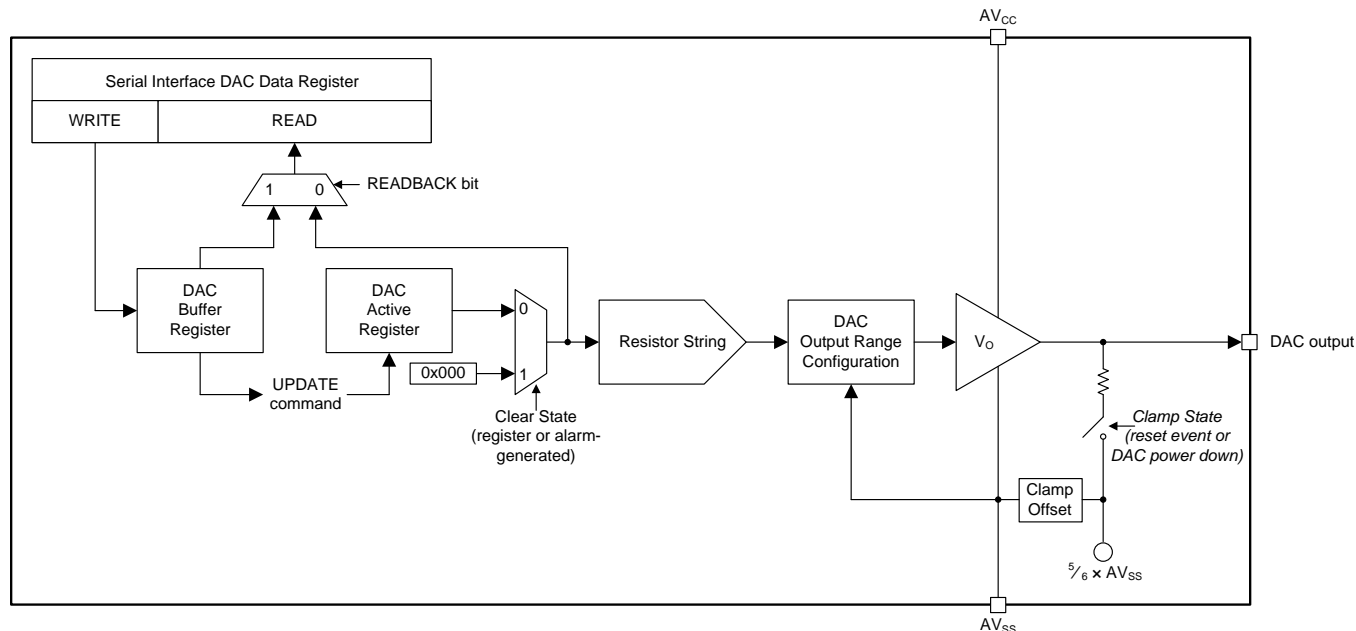 AVCC
Serial Interface DAC Data Register
WRITE
READ
1
0
READBACK bit
DAC
Buffer
Register
DAC
Active
Register
UPDATE
command
0x000
0
1
Clear State
(register or alarm-
generated)
Resistor String
DAC
Output Range
Configuration
VO
DAC output
Clamp State
(reset event or
DAC power down)
Clamp
Offset
5/6 × AVSS
AVSS